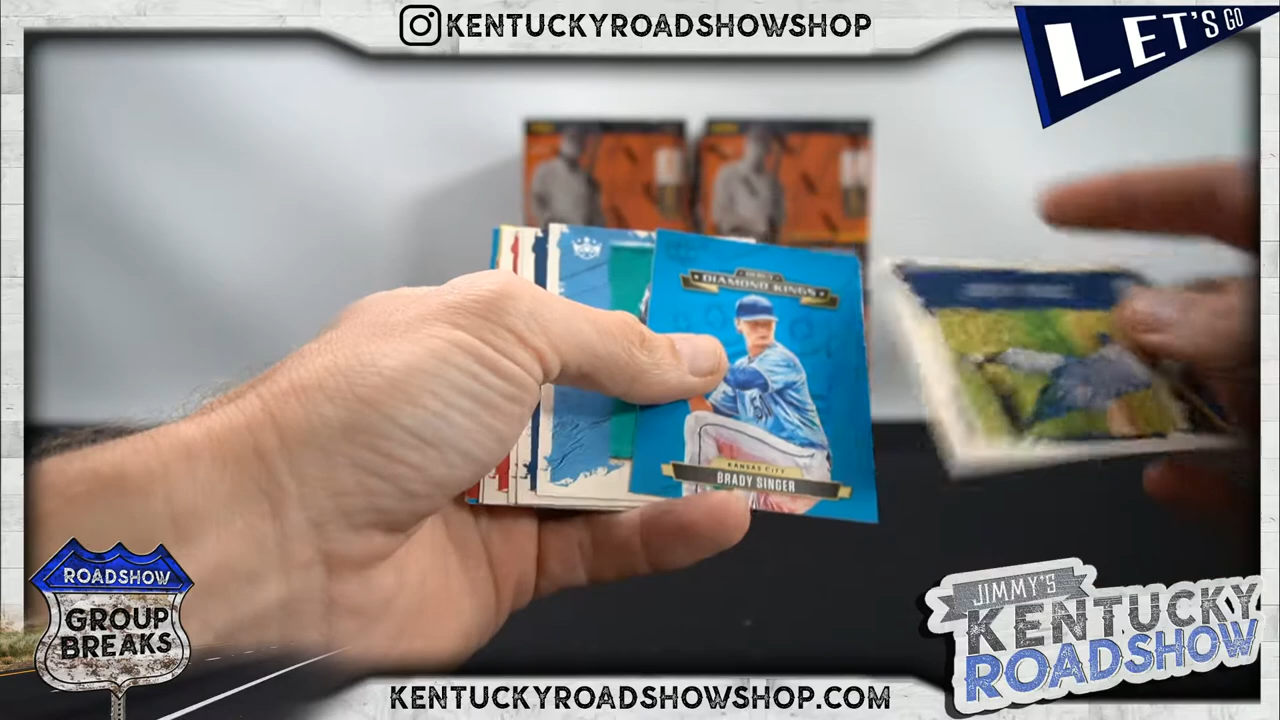 KENTUCKYROADSHOWSHOP
LET'S GO
DIAMOND KINGS
KANSAS CITY
BRADY SINGER
ROADSHOW
GROUP
BREAKS
JIMMY'S
KENTUCKY
ROADSHOW
KENTUCKYROADSHOWSHOP.COM